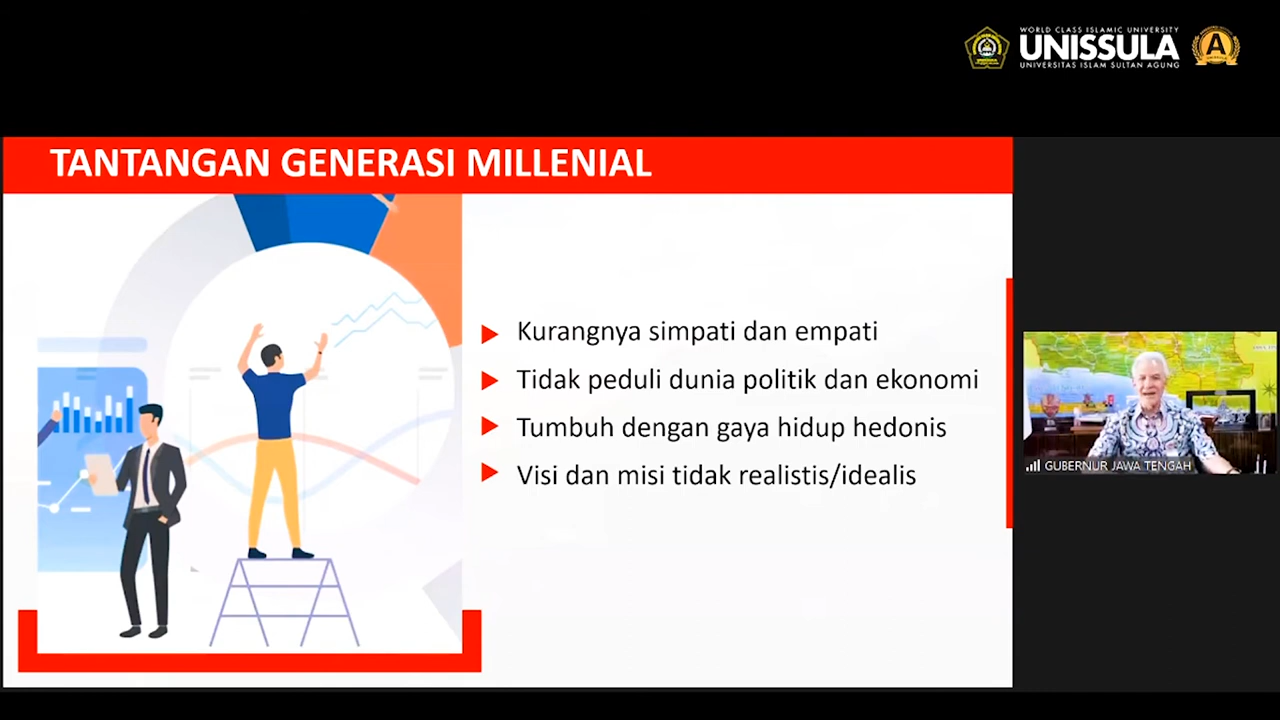 WORLD CLASS ISLAMIC UNIVERSITY
UNISSULA
UNIVERSITAS ISLAM SULTAN AGUNG
A
TANTANGAN GENERASI MILLENIAL
Kurangnya simpati dan empati
Tidak peduli dunia politik dan ekonomi
Tumbuh dengan gaya hidup hedonis
Visi dan misi tidak realistis/idealis
GUBERNUR JAWA TENGAH